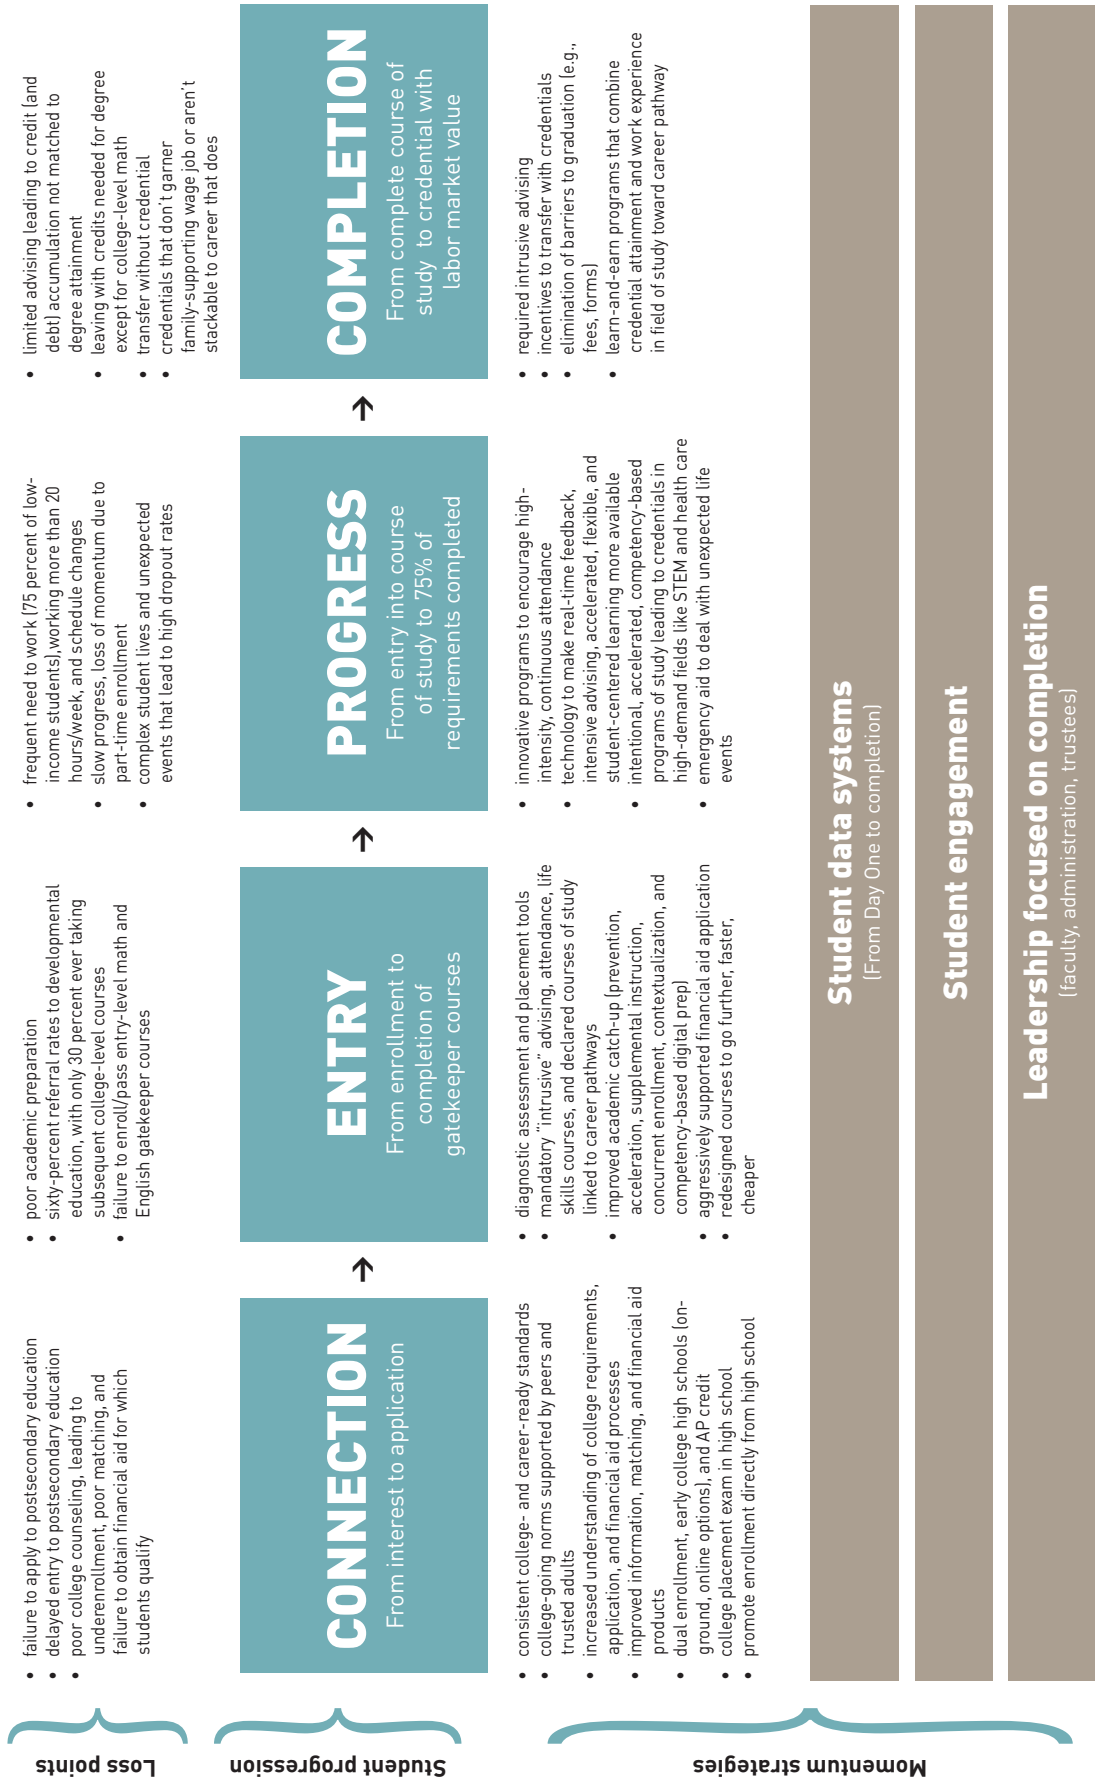 Loss points
• failure to apply to postsecondary education
• delayed entry to postsecondary education
• poor college counseling, leading to
underenrollment, poor matching, and
failure to obtain financial aid for which
students qualify
• poor academic preparation
• sixty-percent referral rates to developmental
education, with only 30 percent ever taking
subsequent college-level courses
• failure to enroll/pass entry-level math and
English gatekeeper courses
• frequent need to work (75 percent of low-
income students),working more than 20
hours/week, and schedule changes
• slow progress, loss of momentum due to
part-time enrollment
• complex student lives and unexpected
events that lead to high dropout rates
• limited advising leading to credit (and
debt) accumulation not matched to
degree attainment
• leaving with credits needed for degree
except for college-level math
• transfer without credential
• credentials that don't garner
family-supporting wage job or aren't
stackable to career that does
Student progression
CONNECTION
From interest to application
→
ENTRY
From enrollment to
completion of
gatekeeper courses
→
PROGRESS
From entry into course
of study to 75% of
requirements completed
→
COMPLETION
From complete course of
study to credential with
labor market value
Momentum strategies
• consistent college- and career-ready standards
• college-going norms supported by peers and
trusted adults
• increased understanding of college requirements,
application, and financial aid processes
• improved information, matching, and financial aid
products
• dual enrollment, early college high schools (on-
ground, online options), and AP credit
• college placement exam in high school
• promote enrollment directly from high school
• diagnostic assessment and placement tools
• mandatory "intrusive" advising, attendance, life
skills courses, and declared courses of study
linked to career pathways
• improved academic catch-up (prevention,
acceleration, supplemental instruction,
concurrent enrollment, contextualization, and
competency-based digital prep)
• aggressively supported financial aid application
• redesigned courses to go further, faster,
cheaper
• innovative programs to encourage high-
intensity, continuous attendance
• technology to make real-time feedback,
intensive advising, accelerated, flexible, and
student-centered learning more available
• intentional, accelerated, competency-based
programs of study leading to credentials in
high-demand fields like STEM and health care
• emergency aid to deal with unexpected life
events
• required intrusive advising
• incentives to transfer with credentials
• elimination of barriers to graduation (e.g.,
fees, forms)
• learn-and-earn programs that combine
credential attainment and work experience
in field of study toward career pathway
Student data systems
(From Day One to completion)
Student engagement
Leadership focused on completion
(faculty, administration, trustees)